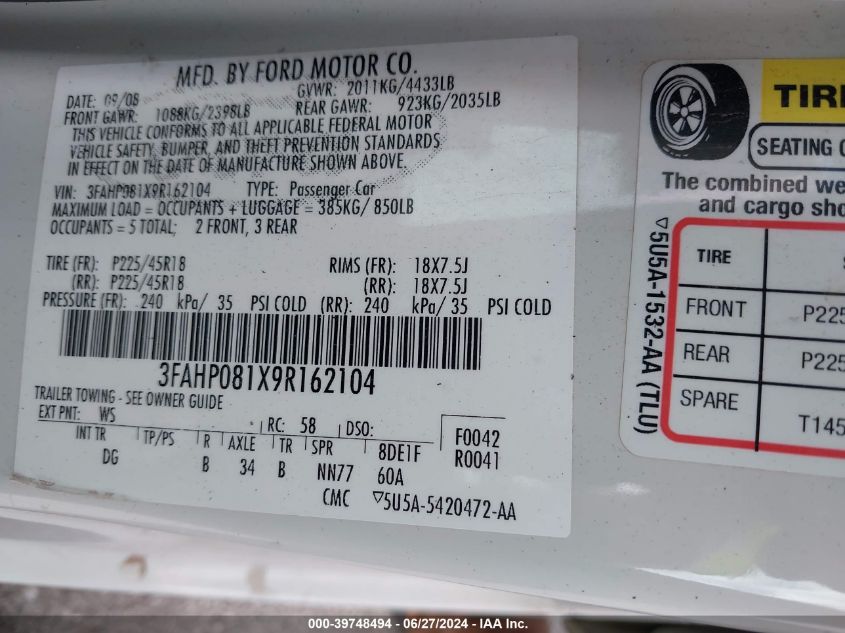 MFD. BY FORD MOTOR CO.
DATE: 09/08 GVWR: 2011KG/4433LB
FRONT GAWR: 1088KG/2398LB REAR GAWR: 923KG/2035LB
THIS VEHICLE CONFORMS TO ALL APPLICABLE FEDERAL MOTOR
VEHICLE SAFETY, BUMPER, AND THEFT PREVENTION STANDARDS
IN EFFECT ON THE DATE OF MANUFACTURE SHOWN ABOVE.
VIN: 3FAHP081X9R162104 TYPE: Passenger Car
MAXIMUM LOAD = OCCUPANTS + LUGGAGE = 385KG/ 850LB
OCCUPANTS = 5 TOTAL; 2 FRONT, 3 REAR
TIRE (FR): P225/45R18 RIMS (FR): 18X7.5J
(RR): P225/45R18 (RR): 18X7.5J
PRESSURE (FR): 240 kPa/ 35 PSI COLD (RR): 240 kPa/ 35 PSI COLD
3FAHP081X9R162104
TRAILER TOWING - SEE OWNER GUIDE
EXT PNT: WS RC: 58 DSO: F0042
INT TR TP/PS R AXLE TR SPR 8DE1F R0041
DG B 34 B NN77 60A
CMC ▽5U5A-5420472-AA
TIRE
SEATING
The combined we
and cargo sho
▽5U5A-1532-AA (TLU)
TIRE
FRONT P225
REAR P225
SPARE T145
000-39748494 - 06/27/2024 - IAA Inc.